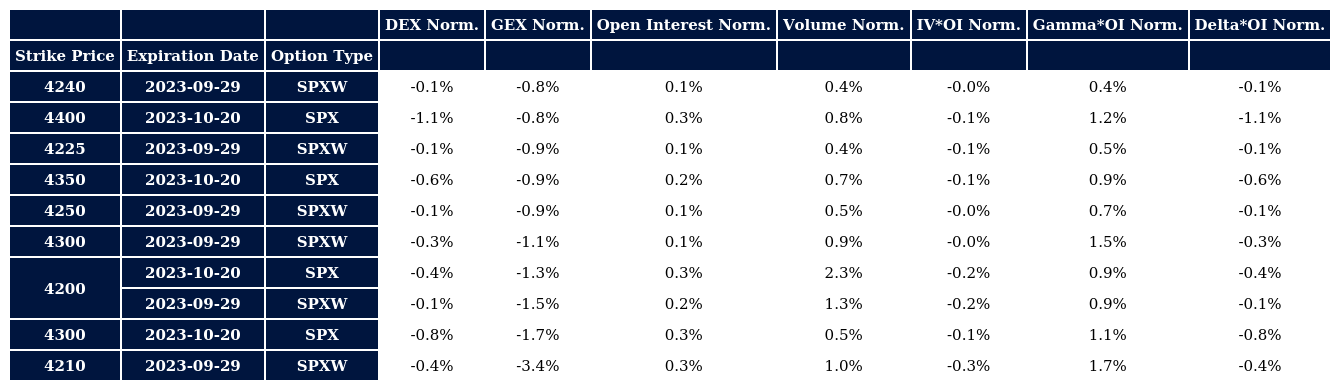 DEX Norm. GEX Norm. Open Interest Norm. Volume Norm. IV*OI Norm. Gamma*OI Norm. Delta*OI Norm.
Strike Price Expiration Date Option Type
4240 2023-09-29 SPXW -0.1% -0.8% 0.1% 0.4% -0.0% 0.4% -0.1%
4400 2023-10-20 SPX -1.1% -0.8% 0.3% 0.8% -0.1% 1.2% -1.1%
4225 2023-09-29 SPXW -0.1% -0.9% 0.1% 0.4% -0.1% 0.5% -0.1%
4350 2023-10-20 SPX -0.6% -0.9% 0.2% 0.7% -0.1% 0.9% -0.6%
4250 2023-09-29 SPXW -0.1% -0.9% 0.1% 0.5% -0.0% 0.7% -0.1%
4300 2023-09-29 SPXW -0.3% -1.1% 0.1% 0.9% -0.0% 1.5% -0.3%
4200 2023-10-20 SPX -0.4% -1.3% 0.3% 2.3% -0.2% 0.9% -0.4%
2023-09-29 SPXW -0.1% -1.5% 0.2% 1.3% -0.2% 0.9% -0.1%
4300 2023-10-20 SPX -0.8% -1.7% 0.3% 0.5% -0.1% 1.1% -0.8%
4210 2023-09-29 SPXW -0.4% -3.4% 0.3% 1.0% -0.3% 1.7% -0.4%